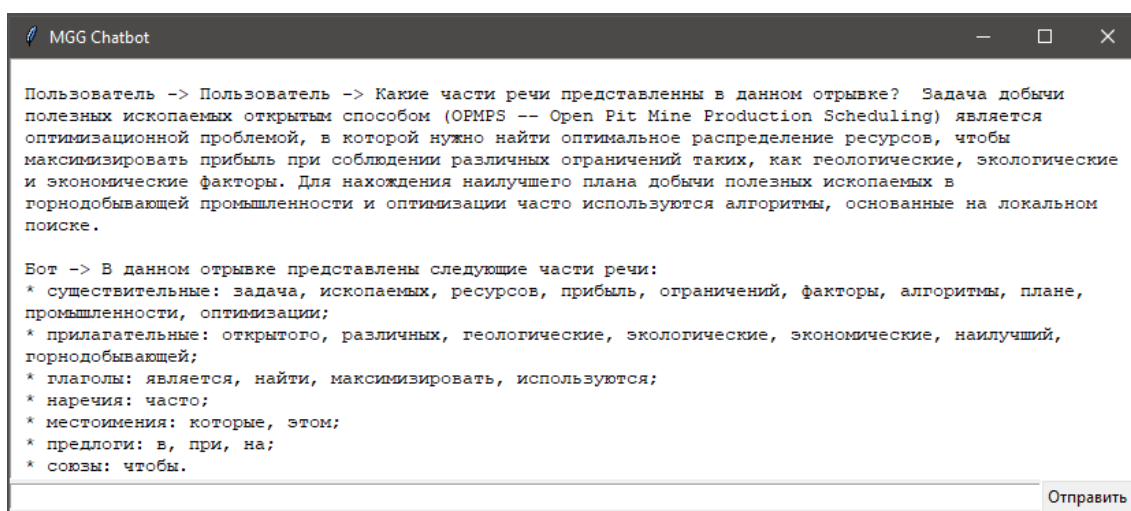 MGG Chatbot
Пользователь -> Пользователь -> Какие части речи представленны в данном отрывке?  Задача добычи
полезных ископаемых открытым способом (OPMPS -- Open Pit Mine Production Scheduling) является
оптимизационной проблемой, в которой нужно найти оптимальное распределение ресурсов, чтобы
максимизировать прибыль при соблюдении различных ограничений таких, как геологические, экологические
и экономические факторы. Для нахождения наилучшего плана добычи полезных ископаемых в
горнодобывающей промышленности и оптимизации часто используются алгоритмы, основанные на локальном
поиске.
Бот -> В данном отрывке представлены следующие части речи:
* существительные: задача, ископаемых, ресурсов, прибыль, ограничений, факторы, алгоритмы, плане,
промышленности, оптимизации;
* прилагательные: открытого, различных, геологические, экологические, экономические, наилучший,
горнодобывающей;
* глаголы: является, найти, максимизировать, используются;
* наречия: часто;
* местоимения: которые, этом;
* предлоги: в, при, на;
* союзы: чтобы.
Отправить